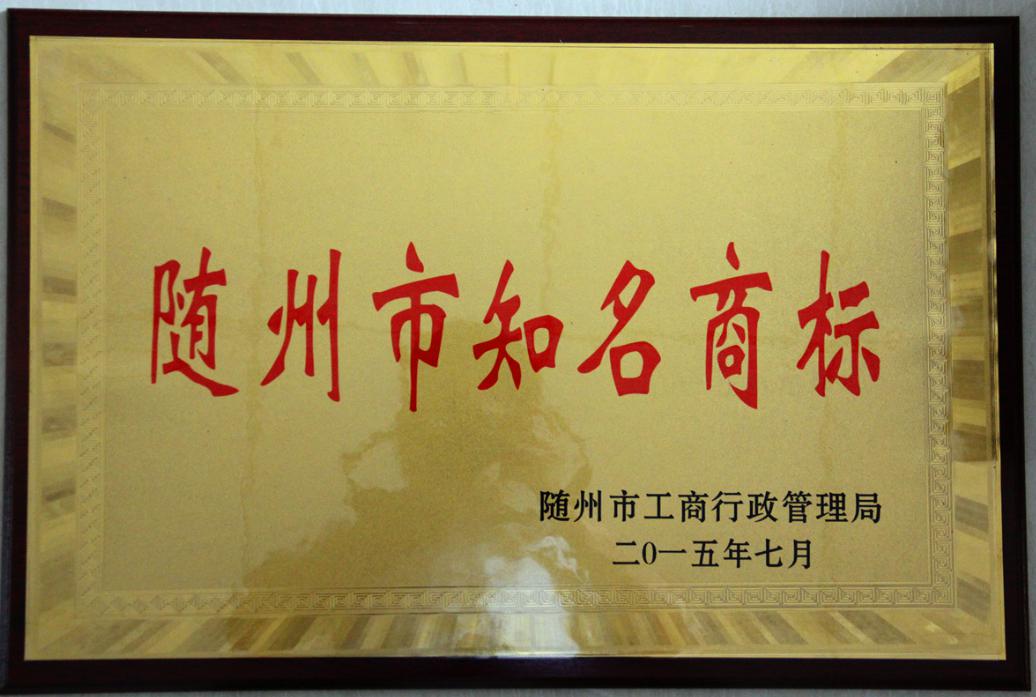 随州市知名商标
随州市工商行政管理局
二0一五年七月